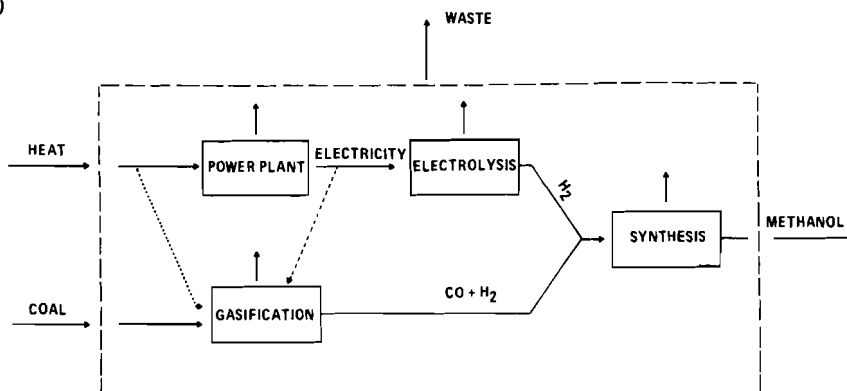 )
WASTE
HEAT
POWER PLANT
ELECTRICITY
ELECTROLYSIS
H2
SYNTHESIS
METHANOL
COAL
GASIFICATION
CO + H2